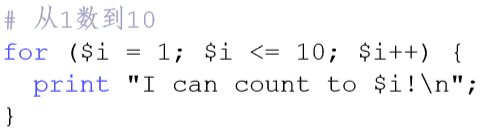 # 从1数到10
for ($i = 1; $i <= 10; $i++) {
  print "I can count to $i!\n";
}